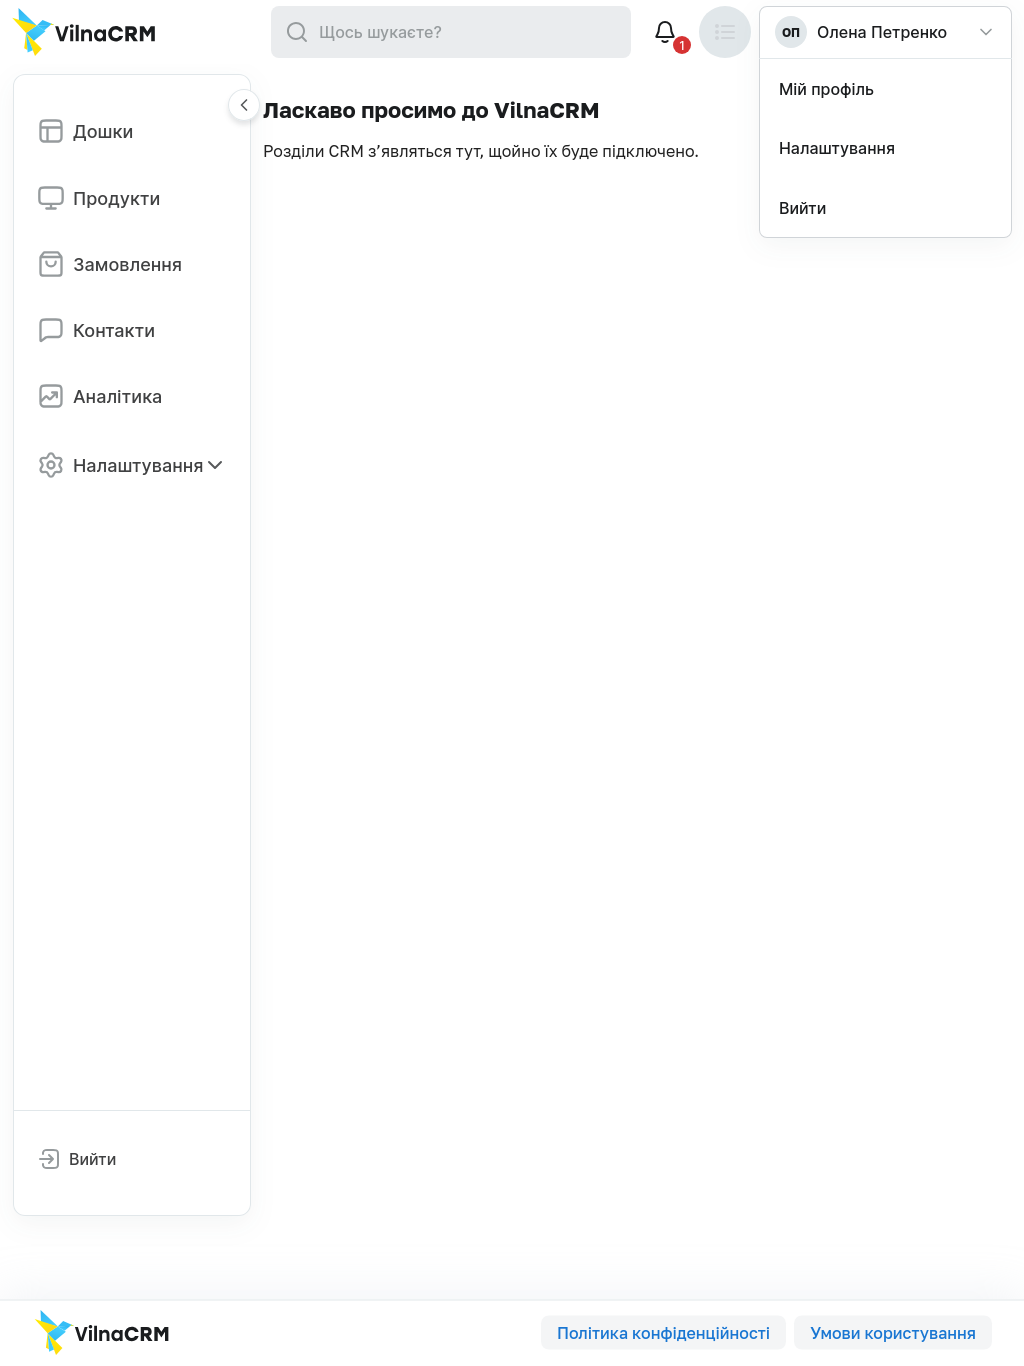 VilnaCRM
Щось шукаєте?
1
ОП
Олена Петренко
Мій профіль
Налаштування
Вийти
Дошки
Продукти
Замовлення
Контакти
Аналітика
Налаштування
Вийти
Ласкаво просимо до VilnaCRM
Розділи CRM з’являться тут, щойно їх буде підключено.
VilnaCRM
Політика конфіденційності
Умови користування